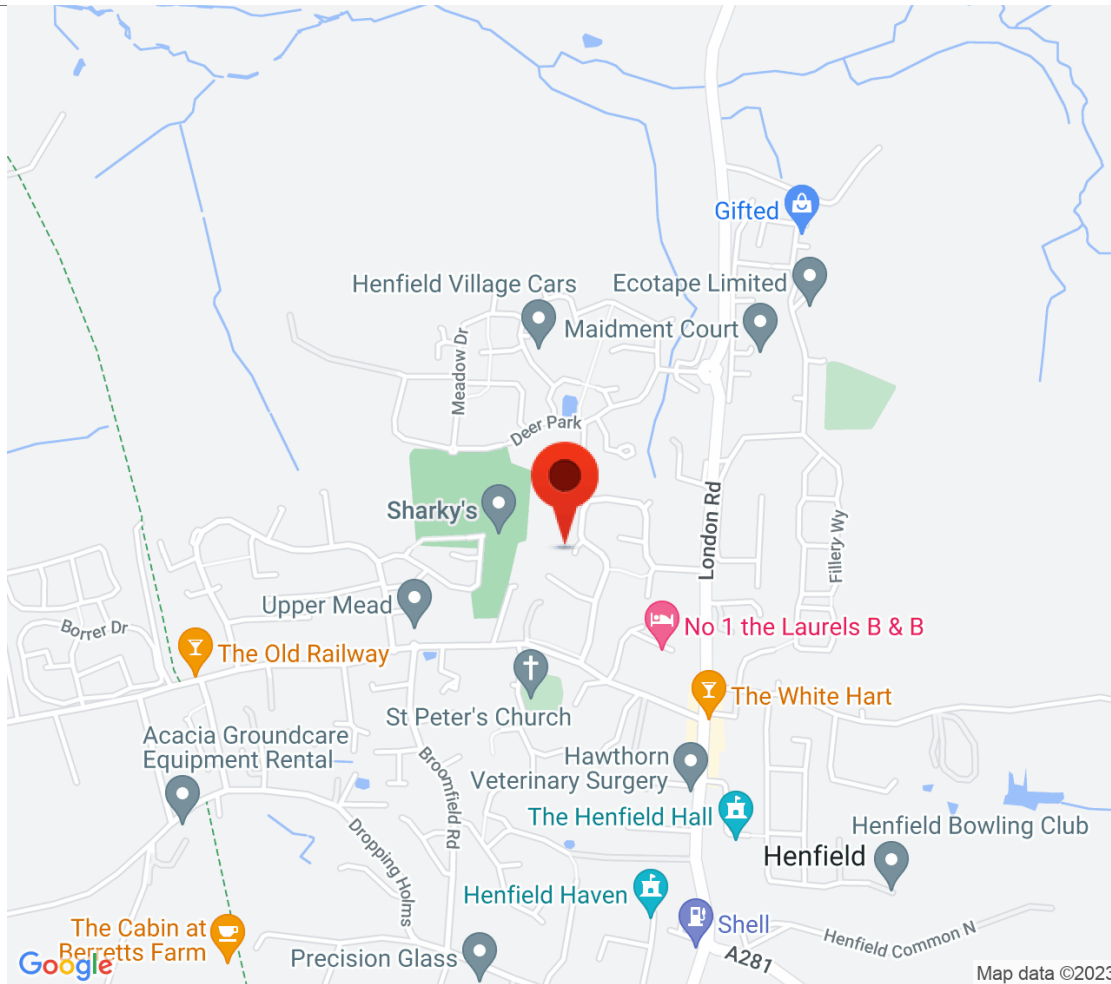 Gifted
Ecotape Limited
Henfield Village Cars
Maidment Court
Meadow Dr
Deer Park
Sharky's
London Rd
Fillery Wy
Upper Mead
Borrer Dr
No 1 the Laurels B & B
The Old Railway
The White Hart
St Peter's Church
Acacia Groundcare
Equipment Rental
Hawthorn
Veterinary Surgery
Broomfield Rd
The Henfield Hall
Dropping Holms
Henfield Bowling Club
Henfield
Henfield Haven
Shell
The Cabin at
Berretts Farm
Henfield Common N
Precision Glass
A281
Google
Map data ©2023